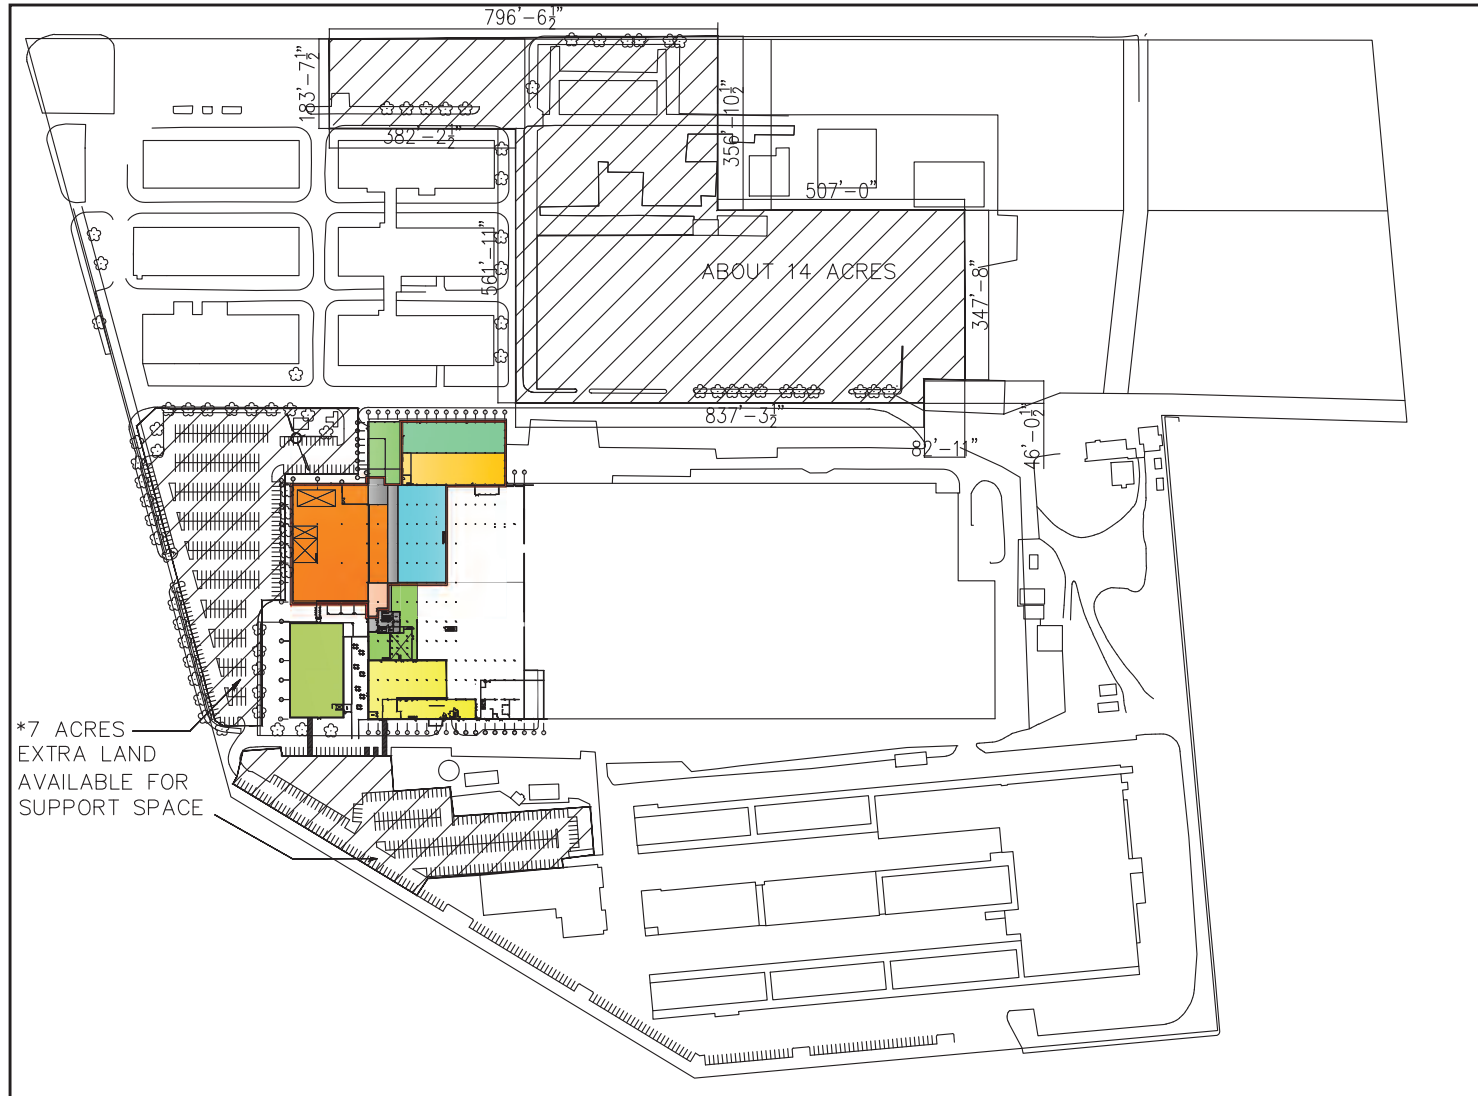 796'-6½"
183'-7½"
382'-2½"
356'-10½"
507'-0"
561'-11"
ABOUT 14 ACRES
347'-8"
837'-3½"
82'-11"
46'-0½"
*7 ACRES
EXTRA LAND
AVAILABLE FOR
SUPPORT SPACE